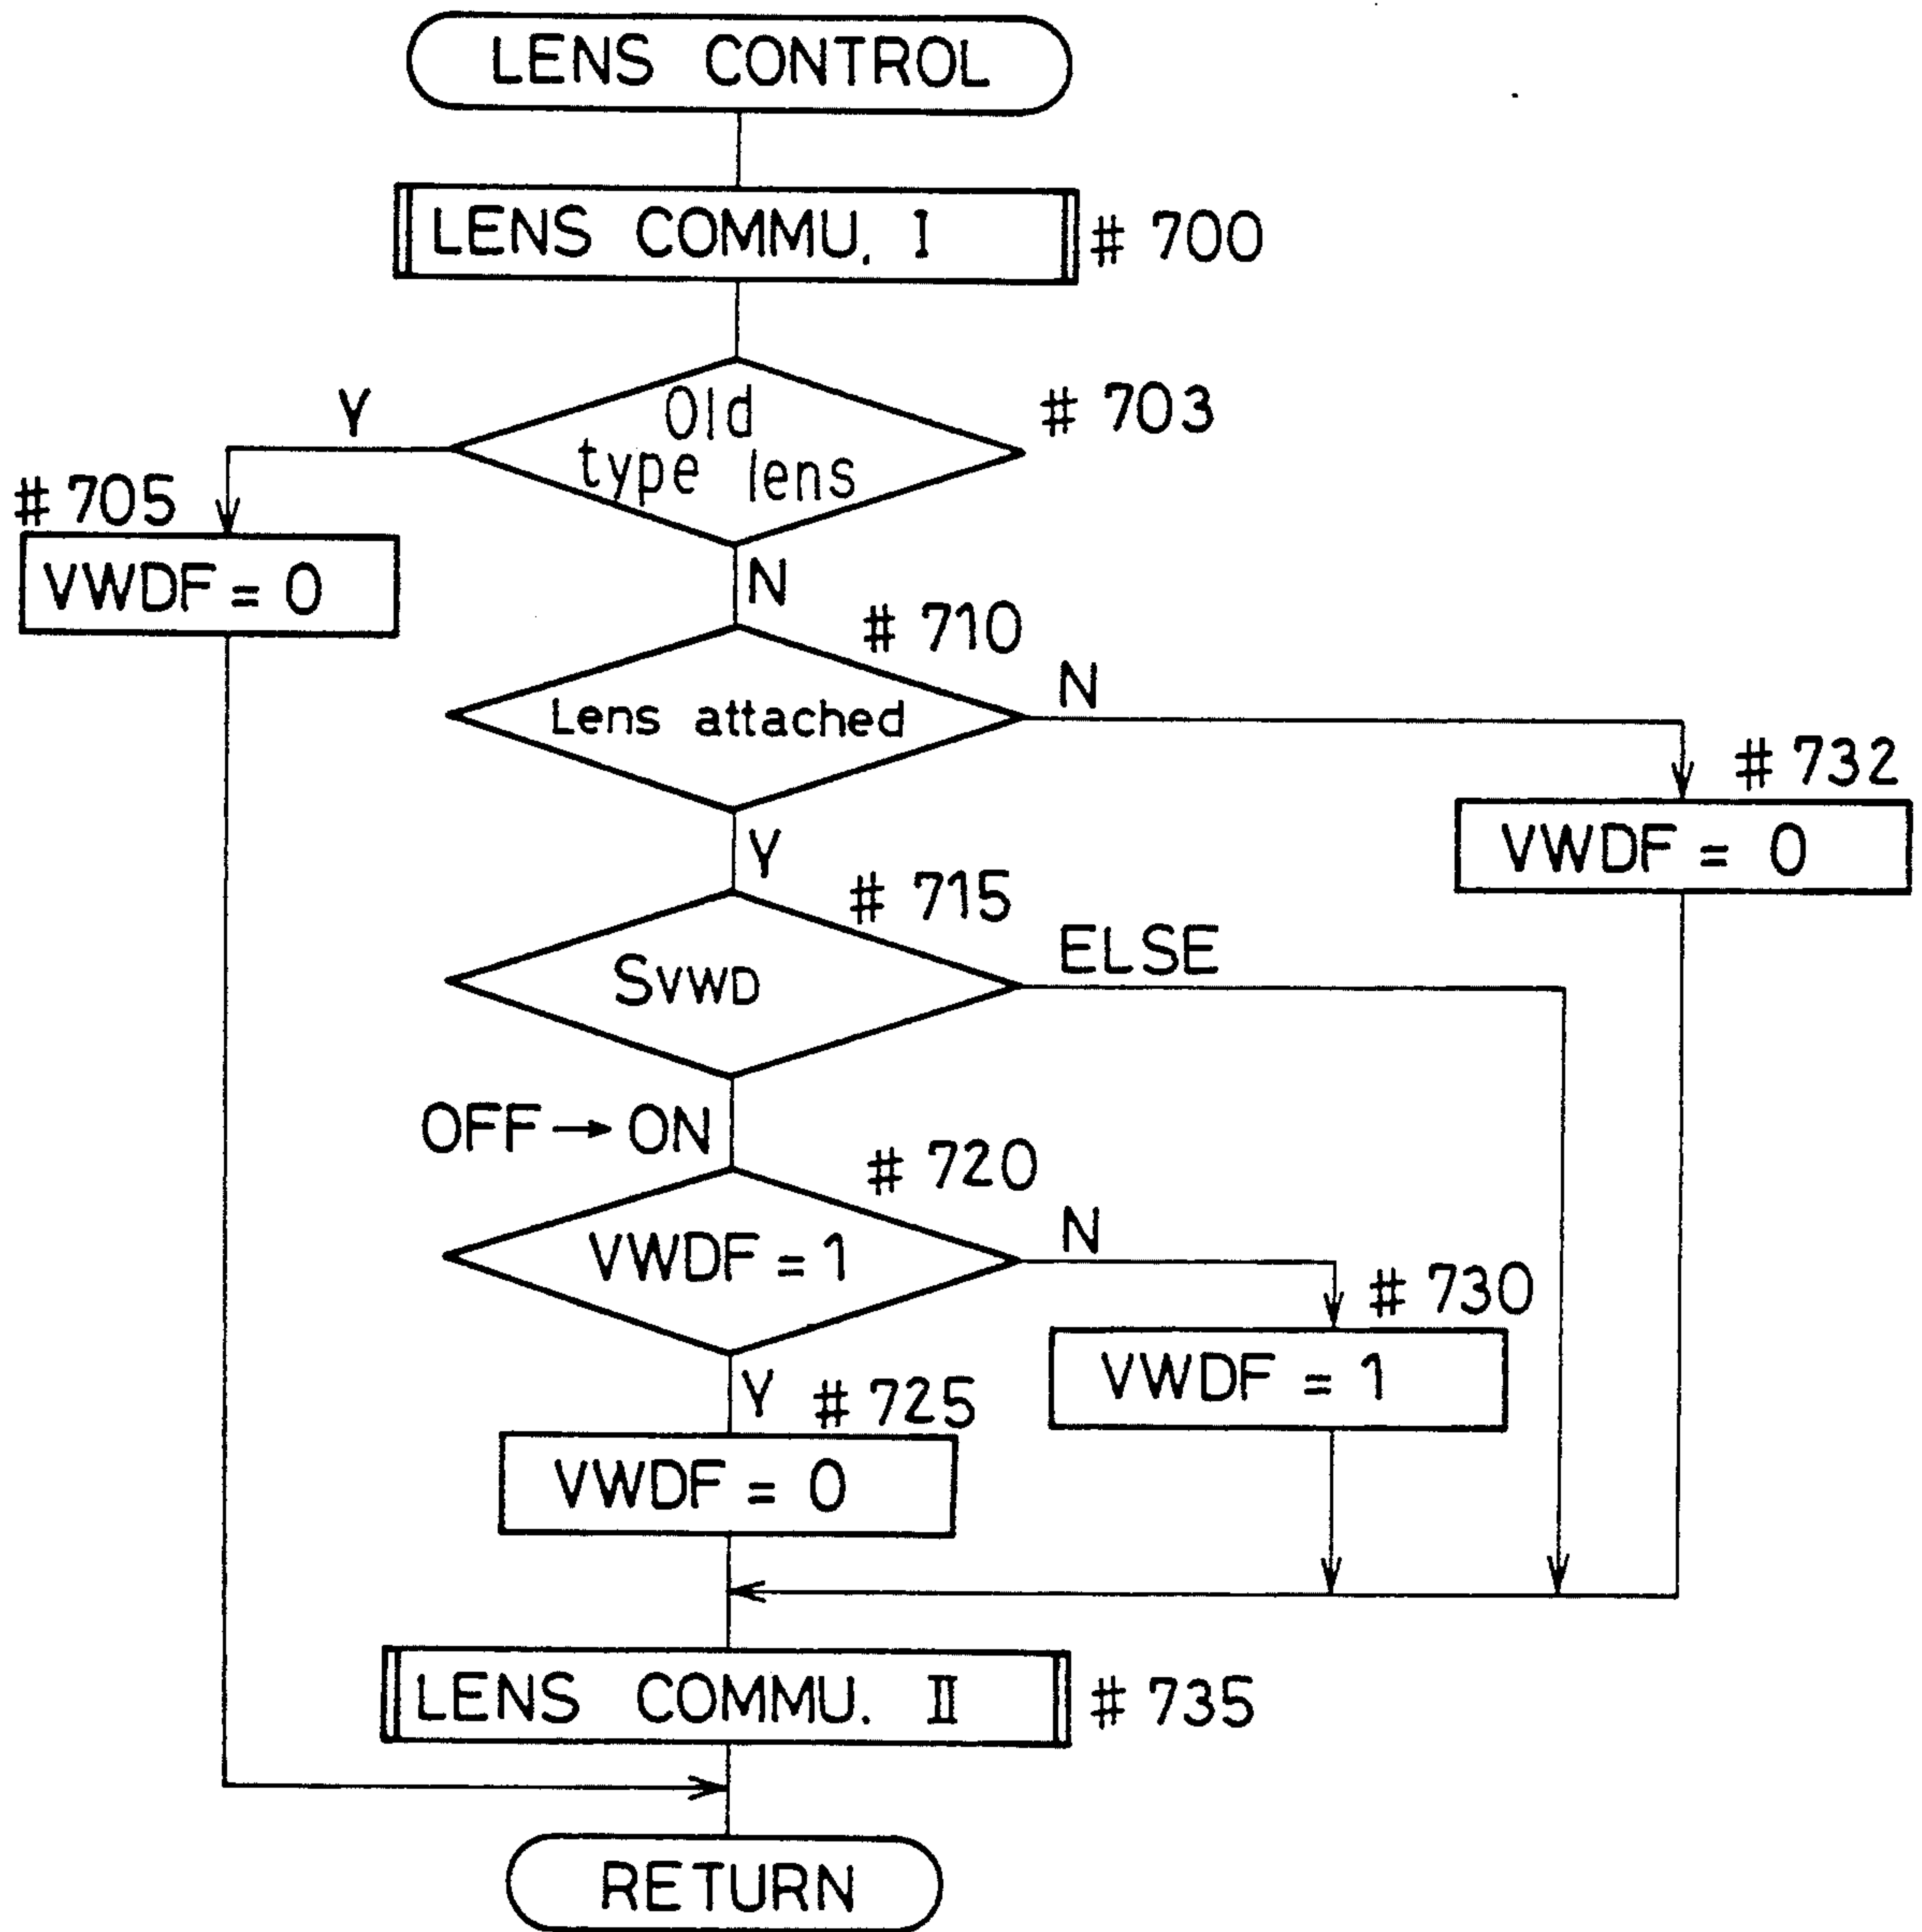 LENS CONTROL
LENS COMMU. I
# 700
Old
type lens
# 703
Y
# 705
VWDF = 0
N
# 710
Lens attached
N
# 732
VWDF = 0
Y
# 715
SVWD
ELSE
OFF → ON
# 720
VWDF = 1
N
# 730
VWDF = 1
Y
# 725
VWDF = 0
LENS COMMU. II
# 735
RETURN